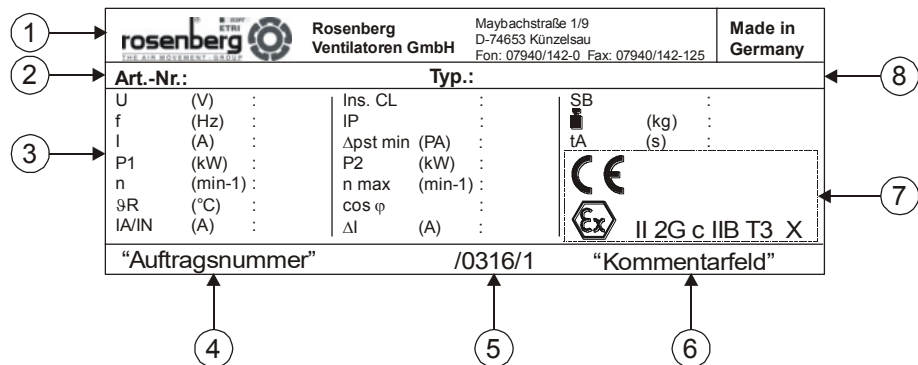 1
ETRI
rosenberg
THE AIR MOVEMENT GROUP
Rosenberg
Ventilatoren GmbH
Maybachstraße 1/9
D-74653 Künzelsau
Fon: 07940/142-0 Fax: 07940/142-125
Made in
Germany
2
Art.-Nr.:
Typ.:
8
3
U (V) :
f (Hz) :
I (A) :
P1 (kW) :
n (min-1) :
ϑR (°C) :
IA/IN (A) :
Ins. CL :
IP :
Δpst min (PA) :
P2 (kW) :
n max (min-1) :
cos φ :
ΔI (A) :
SB :
(kg) :
tA (s) :
CE
Ex II 2G c IIB T3 X
7
"Auftragsnummer" /0316/1 "Kommentarfeld"
4
5
6